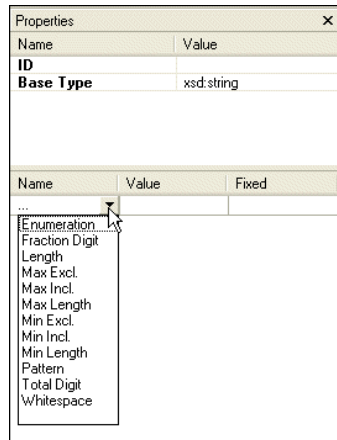 Properties
Name Value
ID
Base Type xsd:string
Name Value Fixed
...
Enumeration
Fraction Digit
Length
Max Excl.
Max Incl.
Max Length
Min Excl.
Min Incl.
Min Length
Pattern
Total Digit
Whitespace